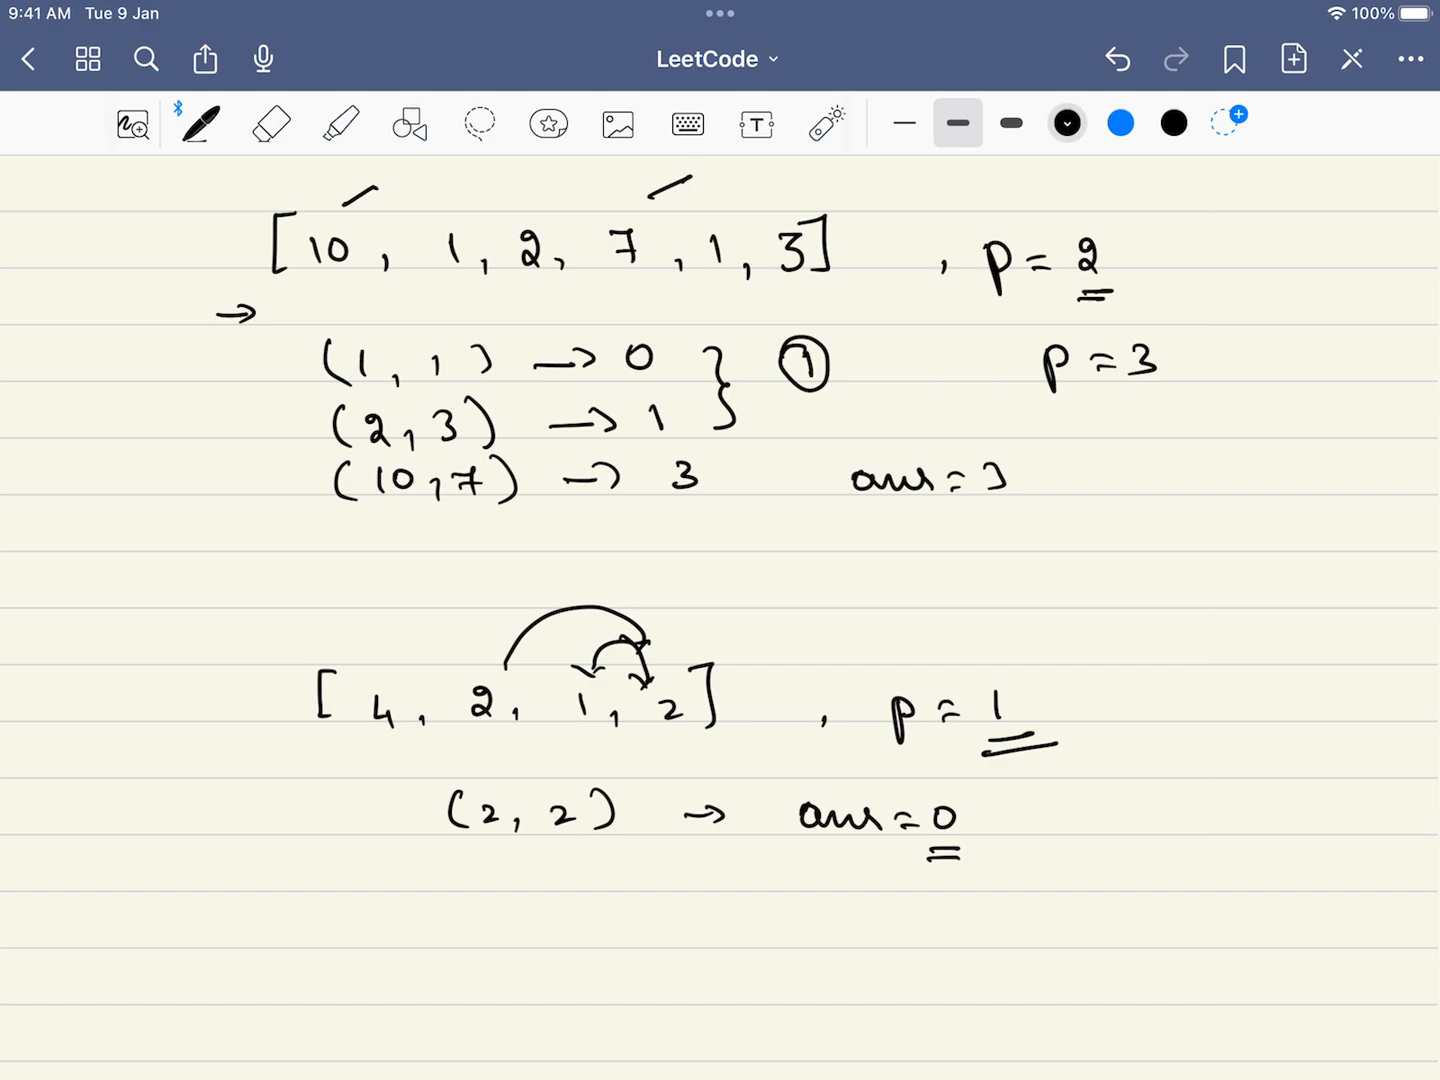 9:41 AM Tue 9 Jan
100%
LeetCode
T
[10, 1, 2, 7, 1, 3] , p = 2
→
(1, 1) → 0 } 1
p = 3
(2, 3) → 1
(10, 7) → 3
ans = 3
[4, 2, 1, 2] , p = 1
(2, 2) → ans = 0